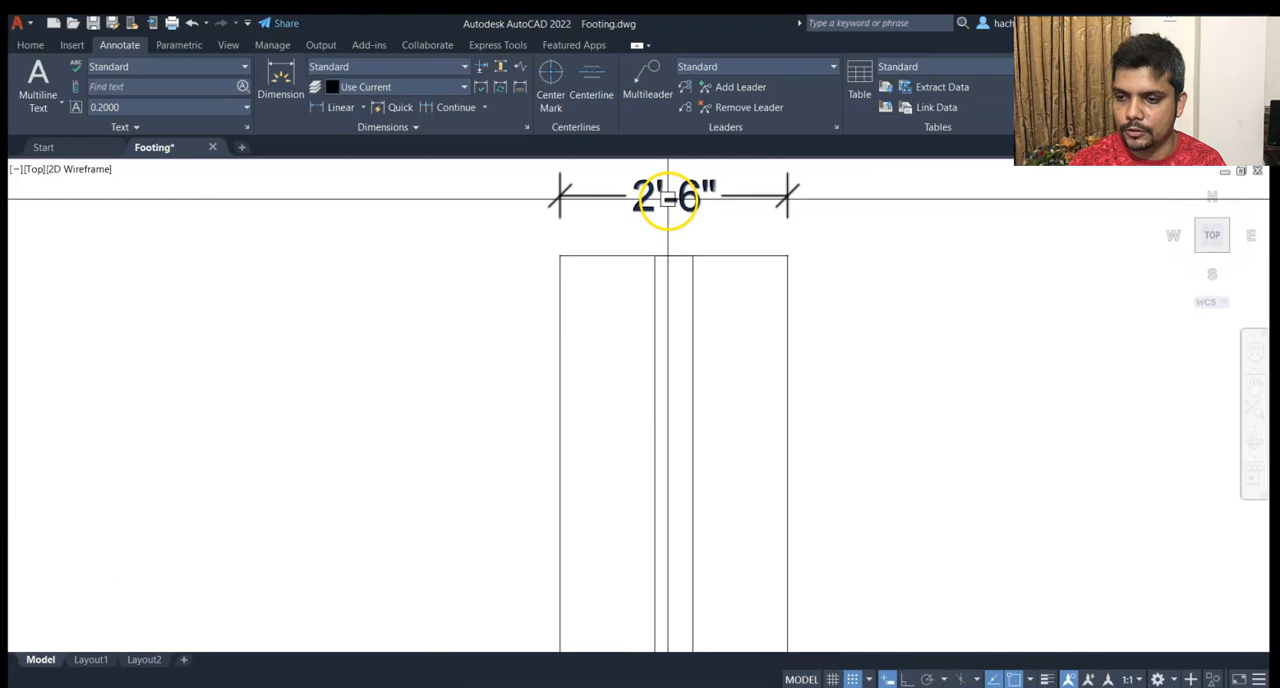 Share
Autodesk AutoCAD 2022 Footing.dwg
Type a keyword or phrase
hach
Home Insert Annotate Parametric View Manage Output Add-ins Collaborate Express Tools Featured Apps
Multiline Text
Standard
Find text
0.2000
Text
Dimension
Standard
Use Current
Linear Quick Continue
Dimensions
Center Mark
Centerline
Centerlines
Multileader
Standard
Add Leader
Remove Leader
Leaders
Table
Standard
Extract Data
Link Data
Tables
Start Footing*
[−][Top][2D Wireframe]
2'-6"
N
W TOP E
S
WCS
Model Layout1 Layout2
MODEL 1:1